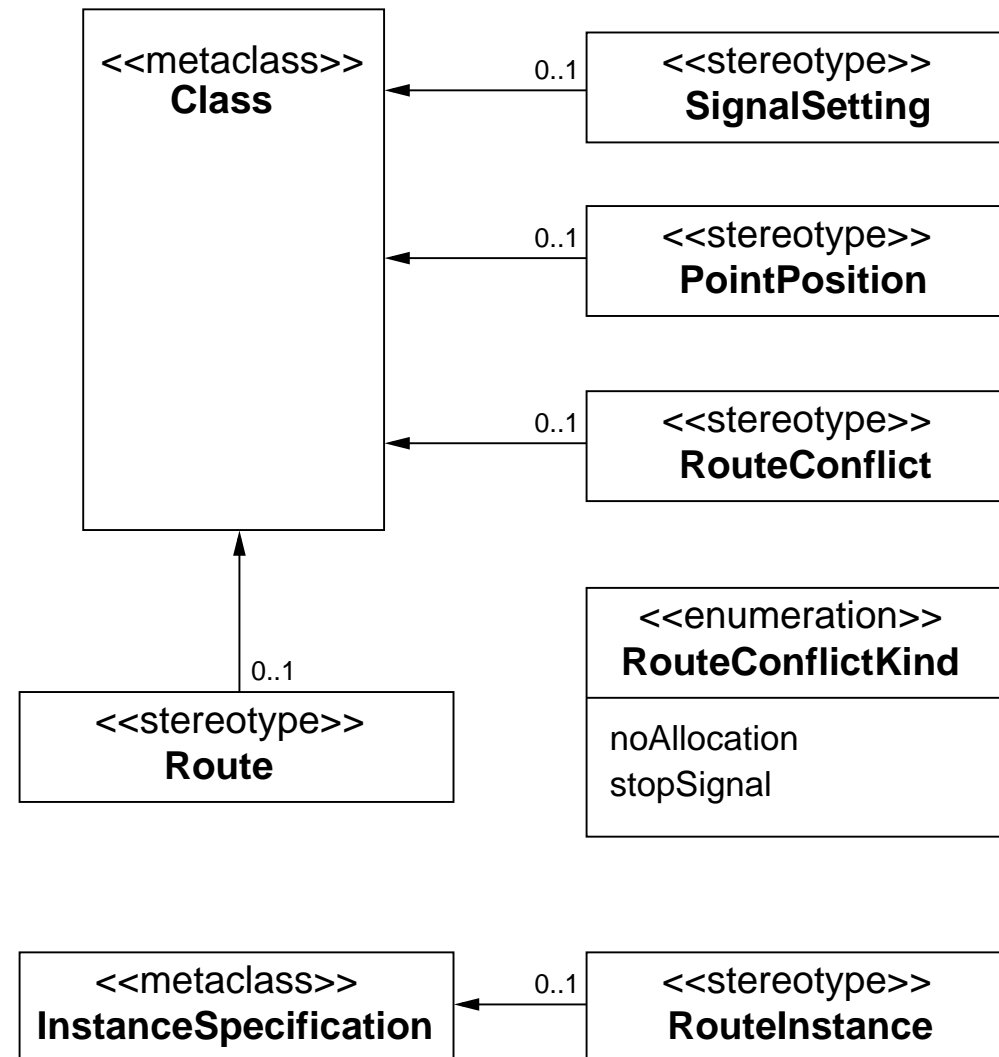 <<metaclass>>
Class
0..1
<<stereotype>>
SignalSetting
0..1
<<stereotype>>
PointPosition
0..1
<<stereotype>>
RouteConflict
0..1
<<stereotype>>
Route
<<enumeration>>
RouteConflictKind
noAllocation
stopSignal
<<metaclass>>
InstanceSpecification
0..1
<<stereotype>>
RouteInstance